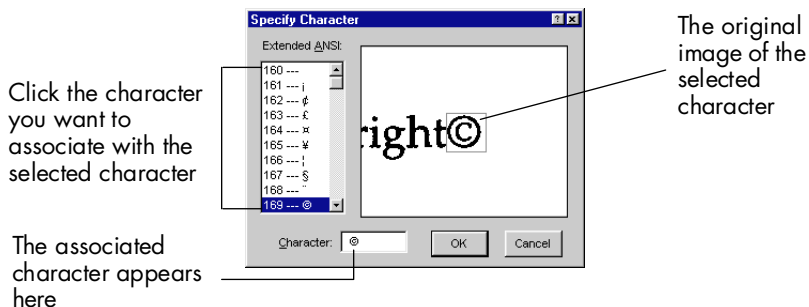 Specify Character
Extended ANSI:
160 ---
161 --- ¡
162 --- ¢
163 --- £
164 --- ¤
165 --- ¥
166 --- ¦
167 --- §
168 --- ¨
169 --- ©
right©
Character: ©
OK
Cancel
Click the character
you want to
associate with the
selected character
The associated
character appears
here
The original
image of the
selected
character